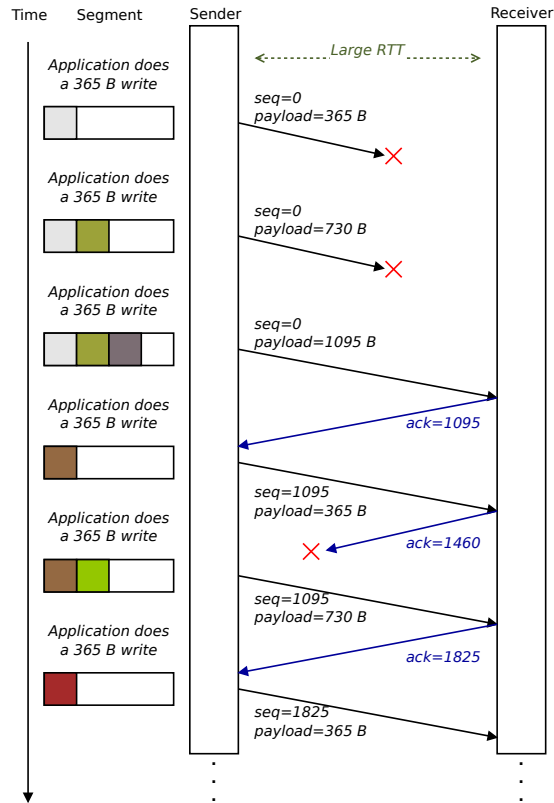 Time
Segment
Sender
Receiver
Large RTT
Application does
a 365 B write
seq=0
payload=365 B
Application does
a 365 B write
seq=0
payload=730 B
Application does
a 365 B write
seq=0
payload=1095 B
Application does
a 365 B write
ack=1095
seq=1095
payload=365 B
Application does
a 365 B write
ack=1460
seq=1095
payload=730 B
Application does
a 365 B write
ack=1825
seq=1825
payload=365 B